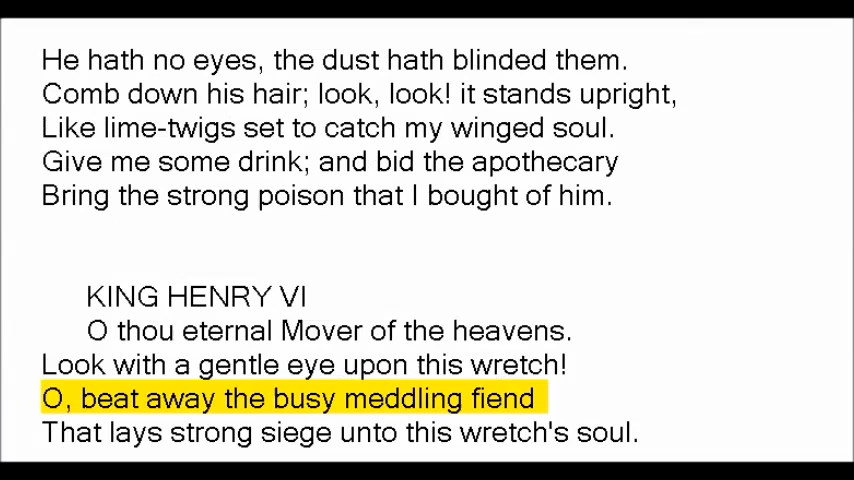 He hath no eyes, the dust hath blinded them.
Comb down his hair; look, look! it stands upright,
Like lime-twigs set to catch my winged soul.
Give me some drink; and bid the apothecary
Bring the strong poison that I bought of him.
KING HENRY VI
O thou eternal Mover of the heavens.
Look with a gentle eye upon this wretch!
O, beat away the busy meddling fiend
That lays strong siege unto this wretch's soul.